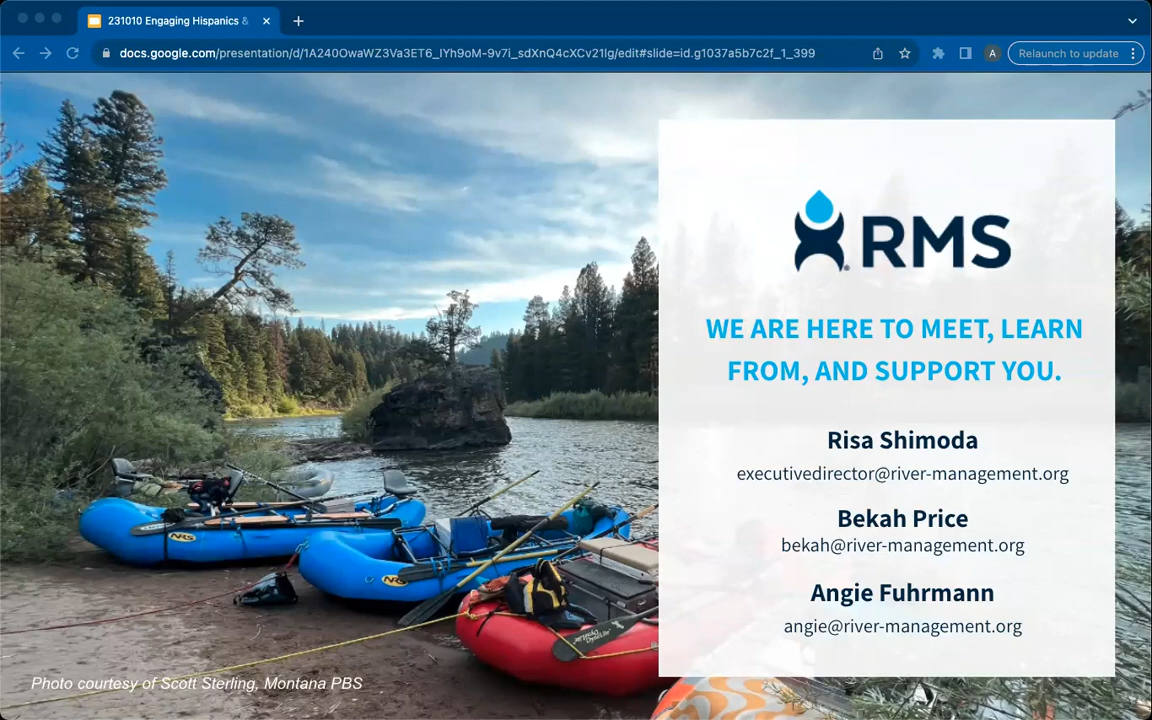 231010 Engaging Hispanics &
docs.google.com/presentation/d/1A240OwaWZ3Va3ET6_IYh9oM-9v7i_sdXnQ4cXCv21lg/edit#slide=id.g1037a5b7c2f_1_399
A
Relaunch to update
RMS
WE ARE HERE TO MEET, LEARN
FROM, AND SUPPORT YOU.
Risa Shimoda
executivedirector@river-management.org
Bekah Price
bekah@river-management.org
Angie Fuhrmann
angie@river-management.org
NRS
NRS
Photo courtesy of Scott Sterling, Montana PBS